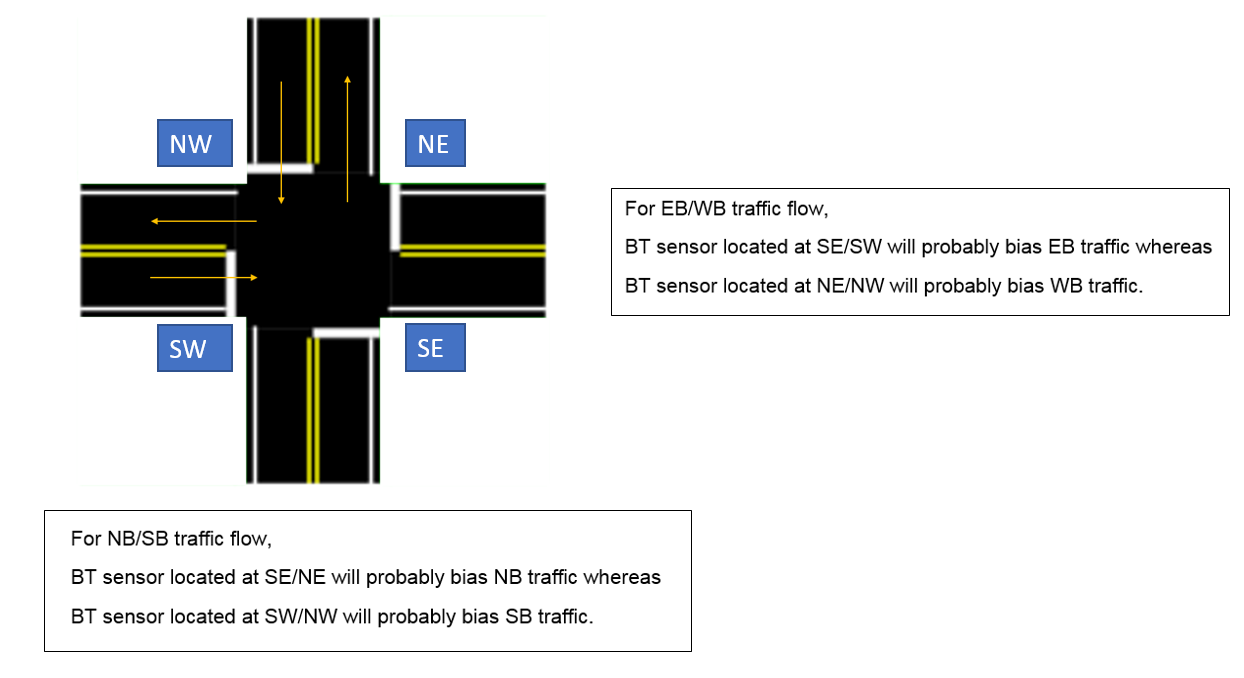 NW
NE
For EB/WB traffic flow,
BT sensor located at SE/SW will probably bias EB traffic whereas
BT sensor located at NE/NW will probably bias WB traffic.
SW
SE
For NB/SB traffic flow,
BT sensor located at SE/NE will probably bias NB traffic whereas
BT sensor located at SW/NW will probably bias SB traffic.